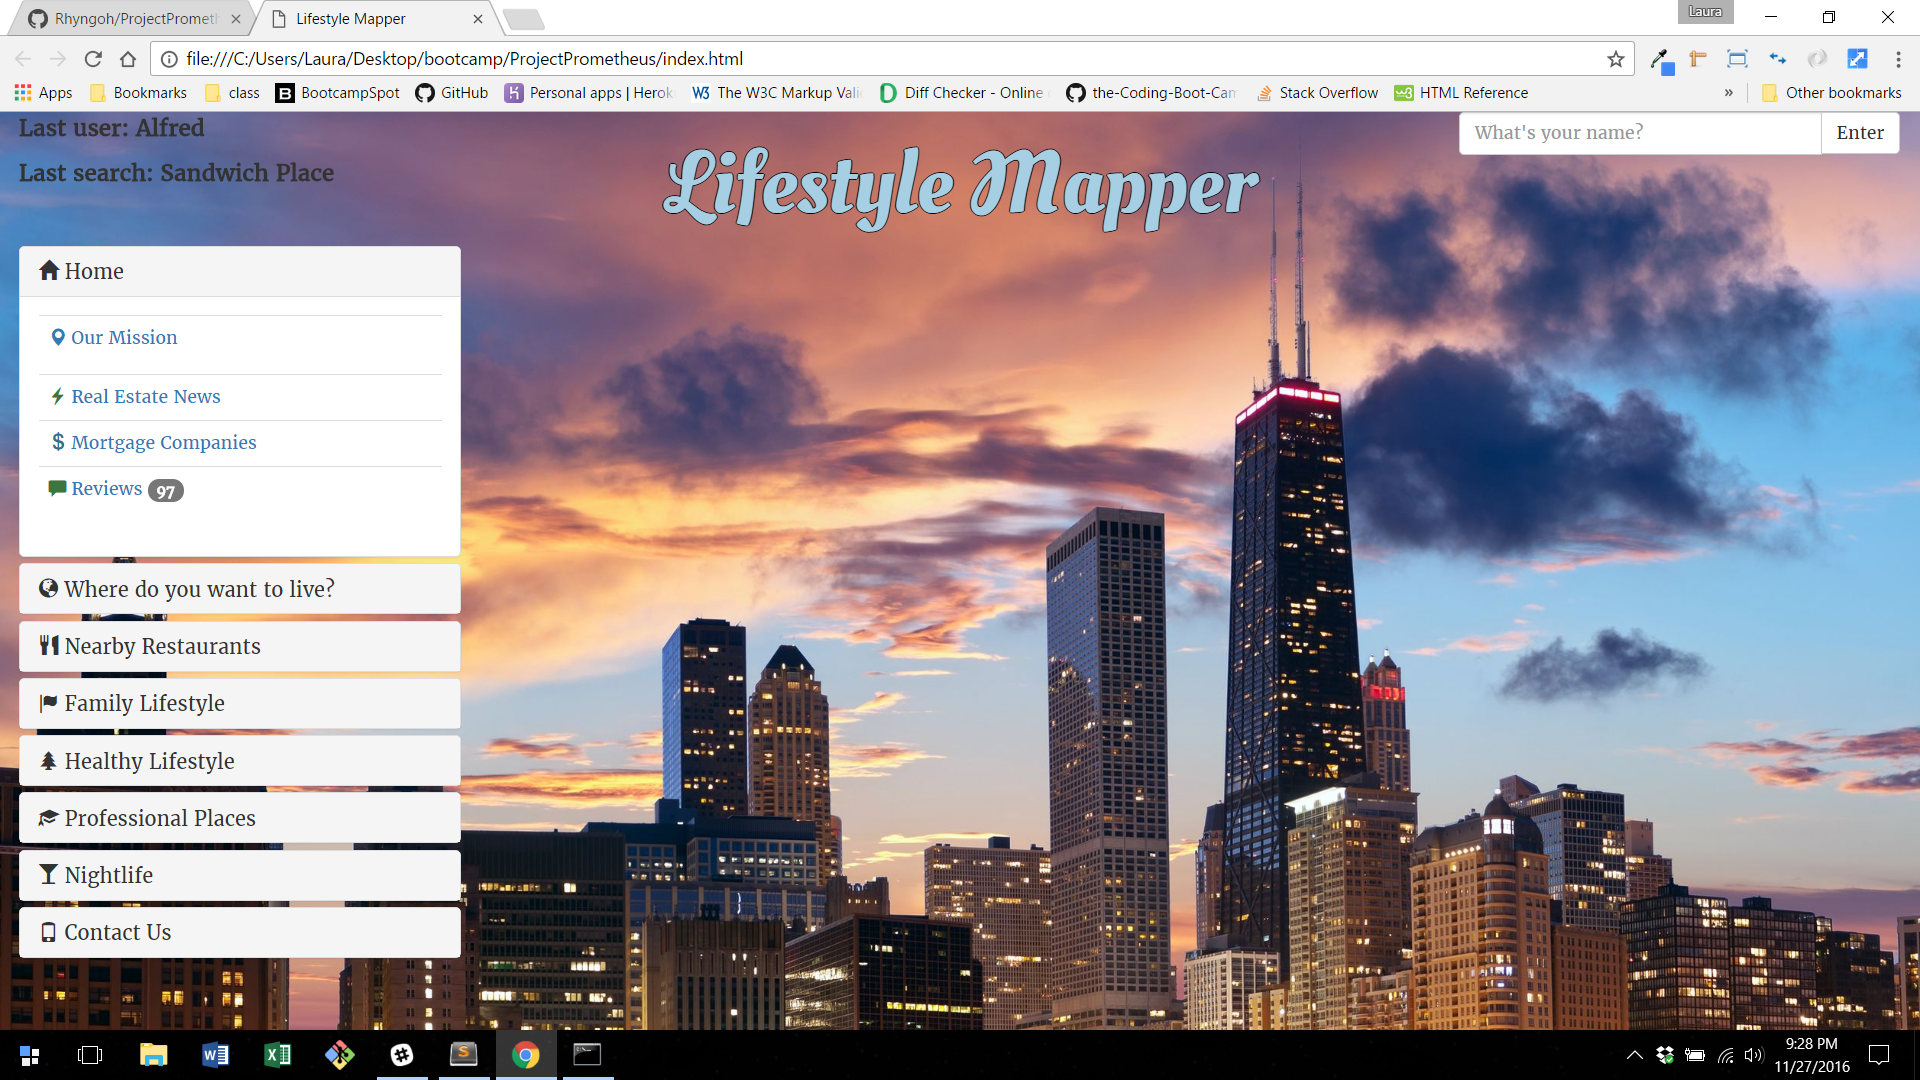 Rhyngoh/ProjectPrometh
Lifestyle Mapper
Laura
file:///C:/Users/Laura/Desktop/bootcamp/ProjectPrometheus/index.html
Apps
Bookmarks
class
BootcampSpot
GitHub
Personal apps | Herok
The W3C Markup Vali
Diff Checker - Online
the-Coding-Boot-Cam
Stack Overflow
HTML Reference
»
Other bookmarks
Last user: Alfred
What's your name?
Enter
Last search: Sandwich Place
Lifestyle Mapper
Home
Our Mission
Real Estate News
Mortgage Companies
Reviews 97
Where do you want to live?
Nearby Restaurants
Family Lifestyle
Healthy Lifestyle
Professional Places
Nightlife
Contact Us
9:28 PM
11/27/2016